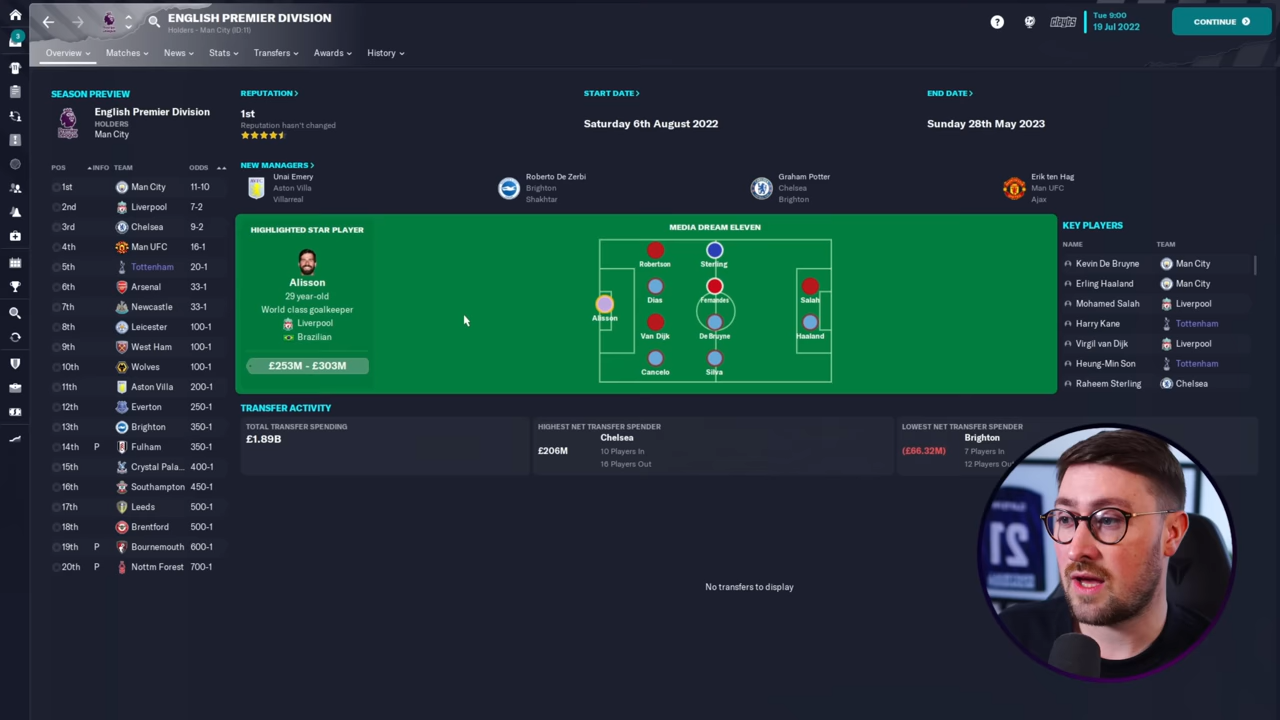 ENGLISH PREMIER DIVISION
Holders - Man City (ID:11)
3
?
clayts
Tue 9:00
19 Jul 2022
CONTINUE
Overview Matches News Stats Transfers Awards History
SEASON PREVIEW
English Premier Division
HOLDERS
Man City
REPUTATION
1st
Reputation hasn't changed
START DATE
Saturday 6th August 2022
END DATE
Sunday 28th May 2023
NEW MANAGERS
Unai Emery
Aston Villa
Villarreal
Roberto De Zerbi
Brighton
Shakhtar
Graham Potter
Chelsea
Brighton
Erik ten Hag
Man UFC
Ajax
POS INFO TEAM ODDS
1st Man City 11-10
2nd Liverpool 7-2
3rd Chelsea 9-2
4th Man UFC 16-1
5th Tottenham 20-1
6th Arsenal 33-1
7th Newcastle 33-1
8th Leicester 100-1
9th West Ham 100-1
10th Wolves 100-1
11th Aston Villa 200-1
12th Everton 250-1
13th Brighton 350-1
14th P Fulham 350-1
15th Crystal Pala... 400-1
16th Southampton 450-1
17th Leeds 500-1
18th Brentford 500-1
19th P Bournemouth 600-1
20th P Nottm Forest 700-1
HIGHLIGHTED STAR PLAYER
Alisson
29 year-old
World class goalkeeper
Liverpool
Brazilian
£253M - £303M
MEDIA DREAM ELEVEN
Robertson Sterling
Dias Fernandes Salah
Alisson
Van Dijk De Bruyne Haaland
Cancelo Silva
KEY PLAYERS
NAME TEAM
Kevin De Bruyne Man City
Erling Haaland Man City
Mohamed Salah Liverpool
Harry Kane Tottenham
Virgil van Dijk Liverpool
Heung-Min Son Tottenham
Raheem Sterling Chelsea
TRANSFER ACTIVITY
TOTAL TRANSFER SPENDING
£1.89B
HIGHEST NET TRANSFER SPENDER
Chelsea
£206M
10 Players In
16 Players Out
LOWEST NET TRANSFER SPENDER
Brighton
(£66.32M)
7 Players In
12 Players Ou
No transfers to display
21